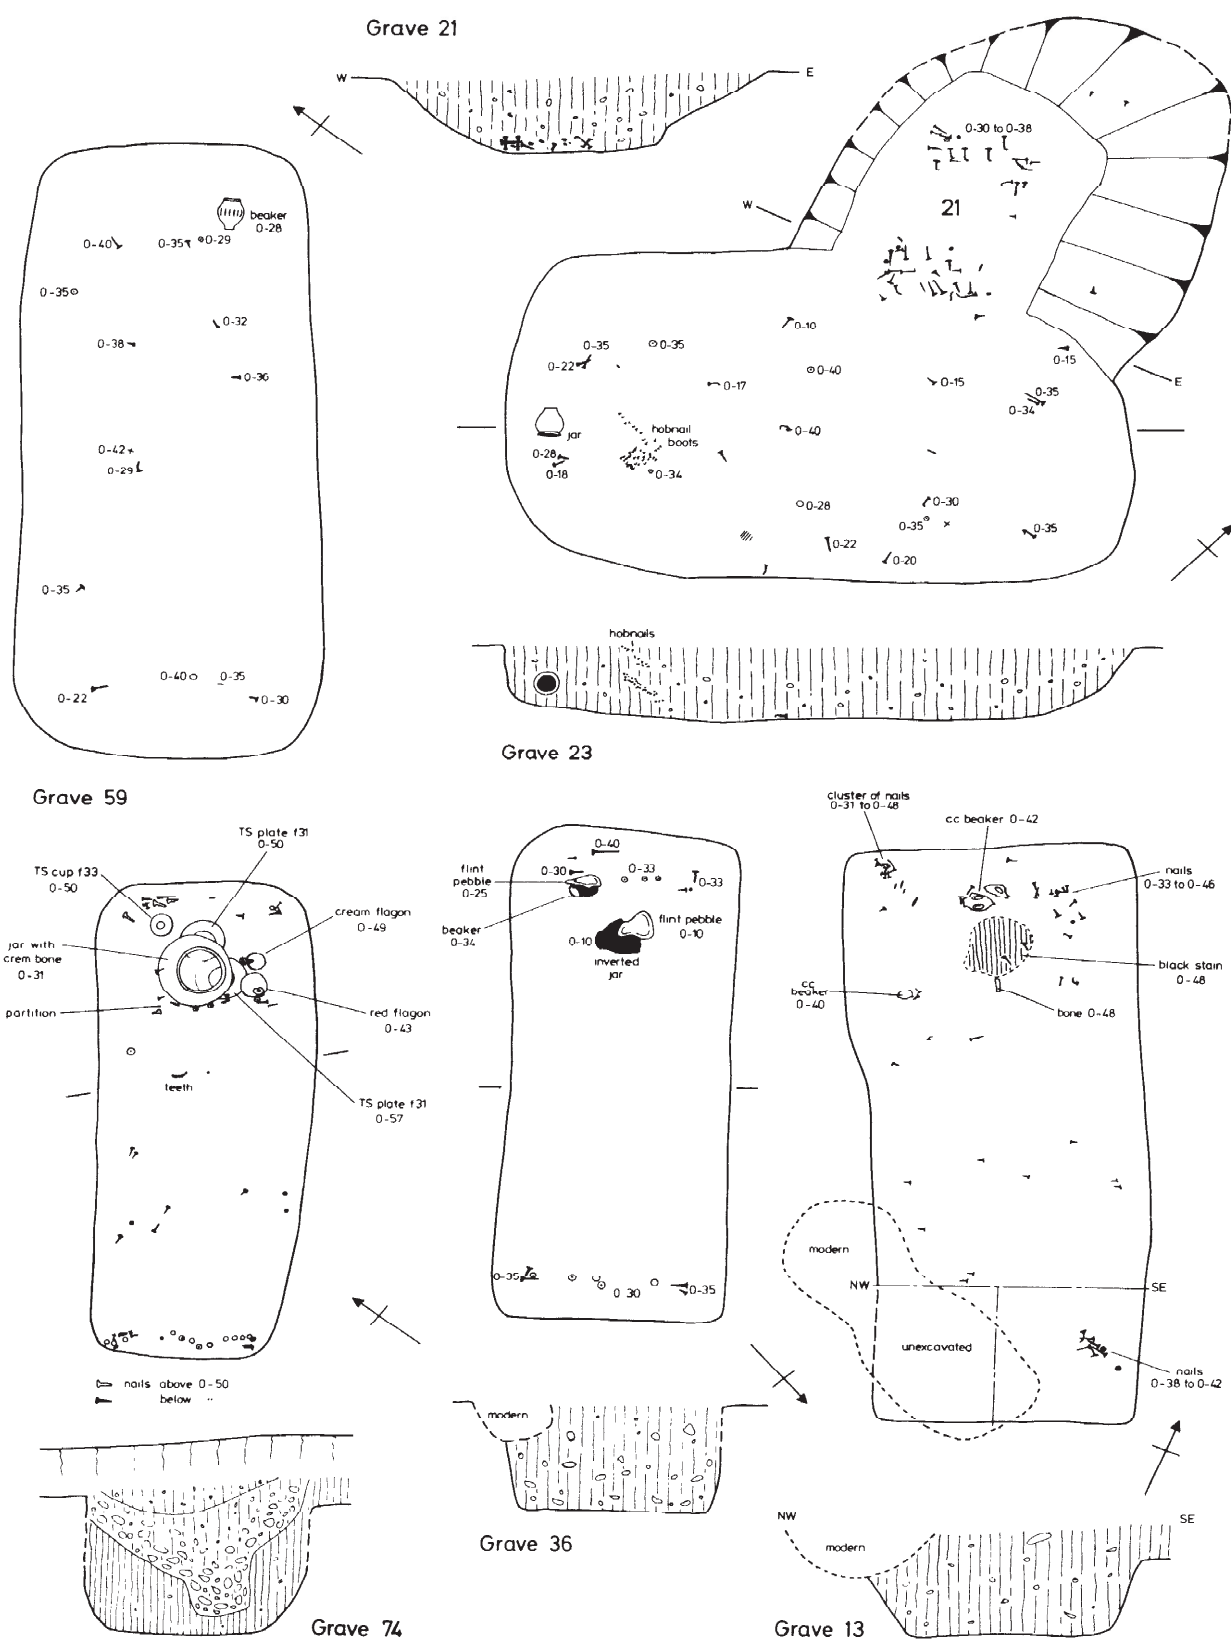 Grave 21
W
E
0-30 to 0-38
21
W
E
beaker
0-28
0-40
0-35
0-29
0-35
0-32
0-38
0-36
0-42
0-29
0-35
0-40
0-35
0-22
0-30
Grave 59
0-10
0-35
0-35
0-22
0-40
0-17
0-15
0-15
0-35
0-34
jar
hobnail
boots
0-40
0-28
0-18
0-34
0-28
0-30
0-35
0-35
0-22
0-20
hobnails
Grave 23
TS plate f31
0-50
TS cup f33
0-50
cream flagon
0-49
jar with
crem bone
0-31
partition
red flagon
0-43
teeth
TS plate f31
0-57
nails above 0-50
below "
Grave 74
0-40
flint
pebble
0-25
0-30
0-33
0-33
beaker
0-34
flint pebble
0-10
0-10
inverted
jar
0-35
0 30
0-35
modern
Grave 36
cluster of nails
0-31 to 0-48
cc beaker 0-42
nails
0-33 to 0-46
black stain
0-48
cc
beaker
0-40
bone 0-48
modern
NW
SE
unexcavated
nails
0-38 to 0-42
NW
SE
modern
Grave 13